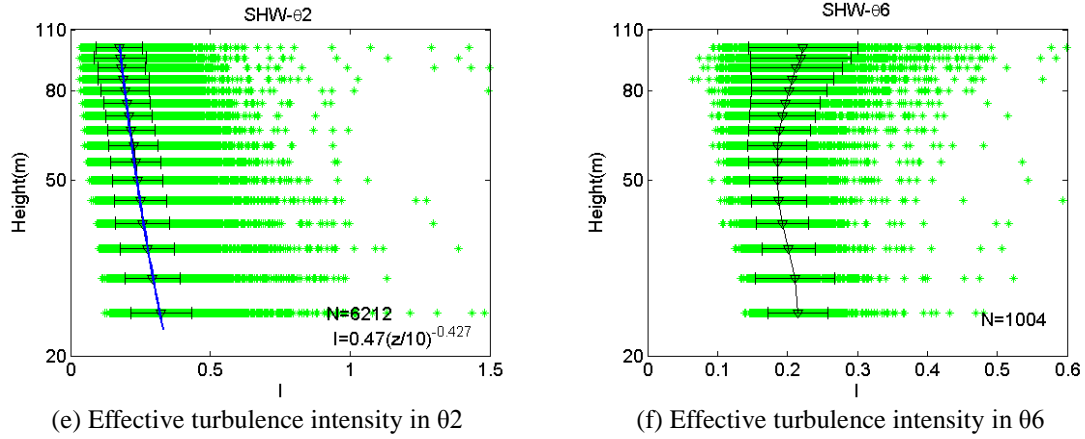 SHW-θ2
110
80
50
20
Height(m)
0
0.5
1
1.5
I
N=6212
I=0.47(z/10)^-0.427
(e) Effective turbulence intensity in θ2
SHW-θ6
110
80
50
20
Height(m)
0
0.1
0.2
0.3
0.4
0.5
0.6
I
N=1004
(f) Effective turbulence intensity in θ6